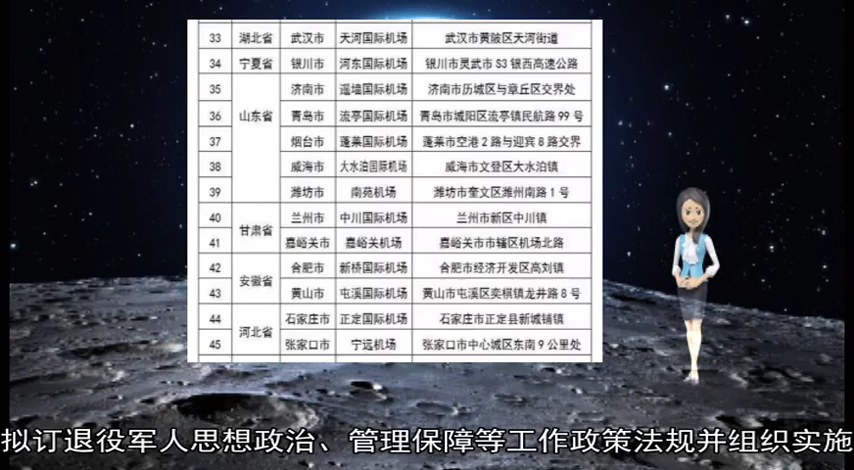 33 湖北省 武汉市 天河国际机场 武汉市黄陂区天河街道
34 宁夏省 银川市 河东国际机场 银川市灵武市 S3 银西高速公路
35 济南市 遥墙国际机场 济南市历城区与章丘区交界处
山东省
36 青岛市 流亭国际机场 青岛市城阳区流亭镇民航路 99 号
37 烟台市 蓬莱国际机场 蓬莱市空港 2 路与迎宾 8 路交界
38 威海市 大水泊国际机场 威海市文登区大水泊镇
39 潍坊市 南苑机场 潍坊市奎文区潍州南路 1 号
40 兰州市 中川国际机场 兰州市新区中川镇
甘肃省
41 嘉峪关市 嘉峪关机场 嘉峪关市市辖区机场北路
42 合肥市 新桥国际机场 合肥市经济开发区高刘镇
安徽省
43 黄山市 屯溪国际机场 黄山市屯溪区奕棋镇龙井路 8 号
44 石家庄市 正定国际机场 石家庄市正定县新城铺镇
河北省
45 张家口市 宁远机场 张家口市中心城区东南 9 公里处
拟订退役军人思想政治、管理保障等工作政策法规并组织实施